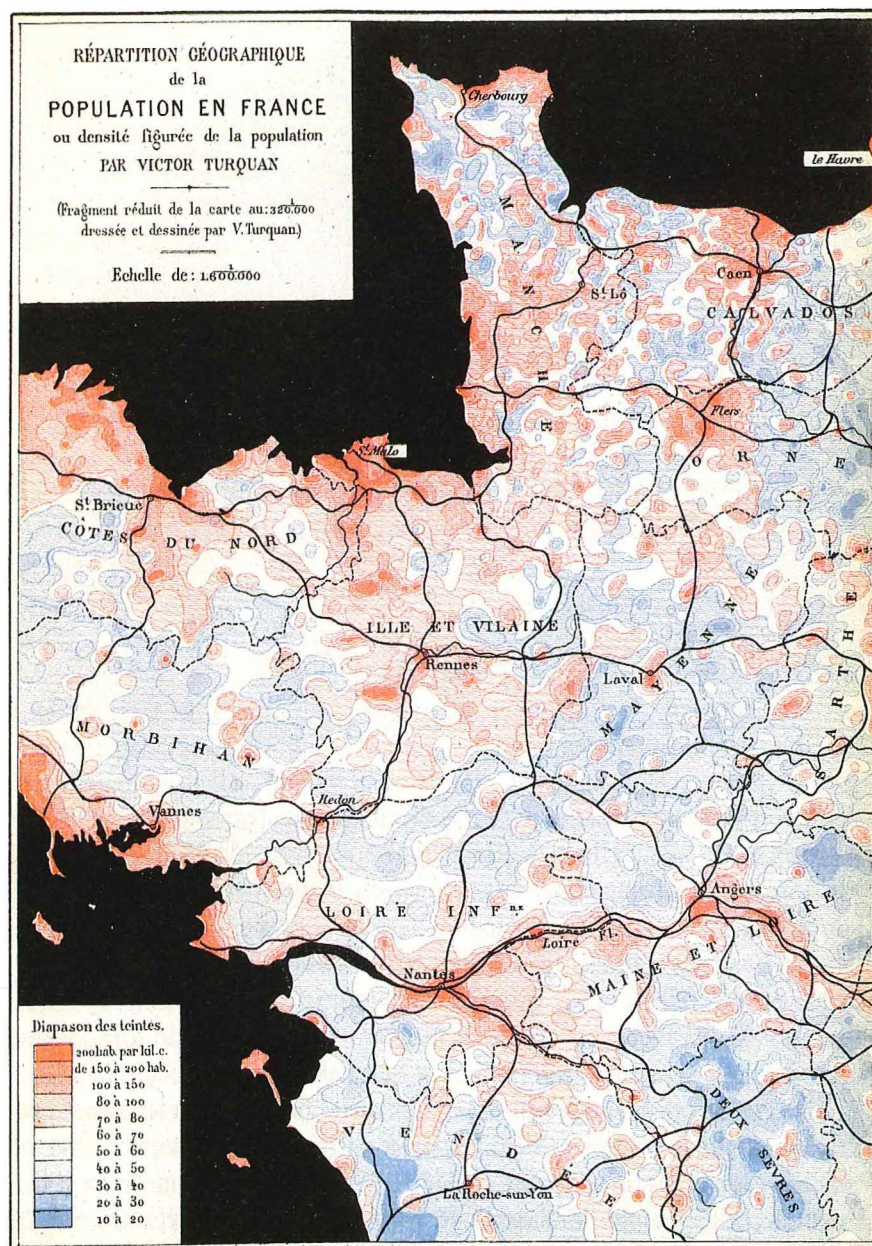 RÉPARTITION GÉOGRAPHIQUE
de la
POPULATION EN FRANCE
ou densité figurée de la population
PAR VICTOR TURQUAN
(Fragment réduit de la carte au: 1/320.000
dressée et dessinée par V. Turquan.)
Echelle de: 1/1.600.000
Cherbourg
le Havre
MANCHE
Caen
St Lô
CALVADOS
Flers
ORNE
St Malo
St Brieuc
CÔTES DU NORD
ILLE ET VILAINE
Rennes
Laval
MAYENNE
SARTHE
MORBIHAN
Redon
Vannes
Angers
LOIRE INFre
Loire Fl.
MAINE ET LOIRE
Nantes
DEUX SÈVRES
VENDÉE
La Roche-sur-Yon
Diapason des teintes.
200 hab. par kil.c.
de 150 à 200 hab.
100 à 150
80 à 100
70 à 80
60 à 70
50 à 60
40 à 50
30 à 40
20 à 30
10 à 20